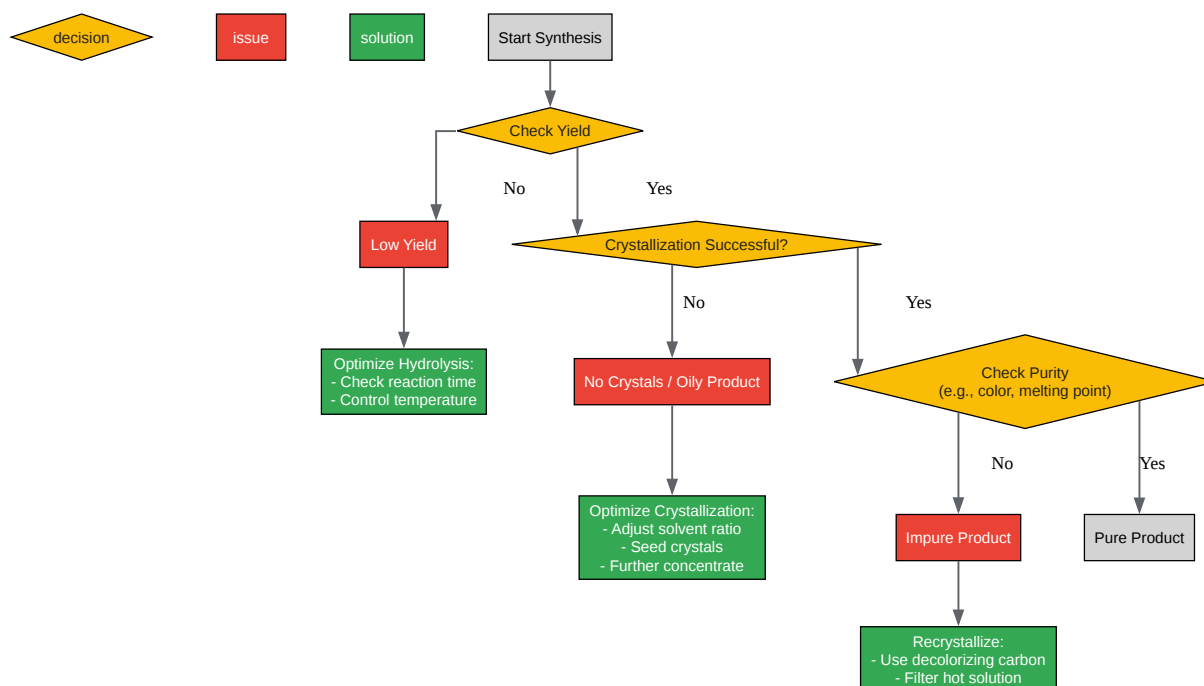 decision
issue
solution
Start Synthesis
Check Yield
No
Yes
Low Yield
Crystallization Successful?
No
Yes
Optimize Hydrolysis:
- Check reaction time
- Control temperature
No Crystals / Oily Product
Check Purity
(e.g., color, melting point)
No
Yes
Optimize Crystallization:
- Adjust solvent ratio
- Seed crystals
- Further concentrate
Impure Product
Pure Product
Recrystallize:
- Use decolorizing carbon
- Filter hot solution